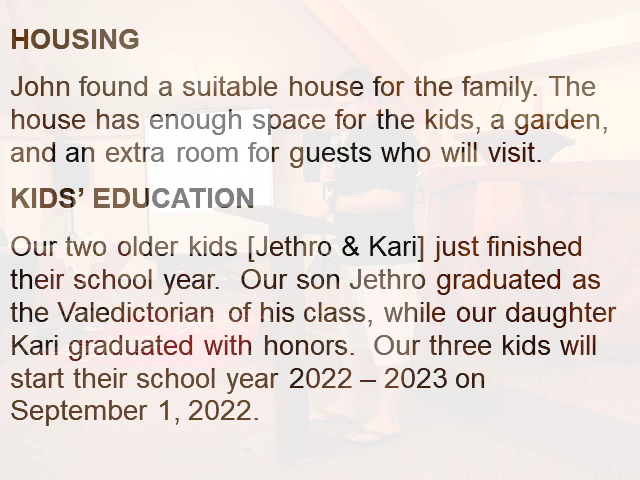 HOUSING
John found a suitable house for the family. The
house has enough space for the kids, a garden,
and an extra room for guests who will visit.
KIDS’ EDUCATION
Our two older kids [Jethro & Kari] just finished
their school year.  Our son Jethro graduated as
the Valedictorian of his class, while our daughter
Kari graduated with honors.  Our three kids will
start their school year 2022 – 2023 on
September 1, 2022.